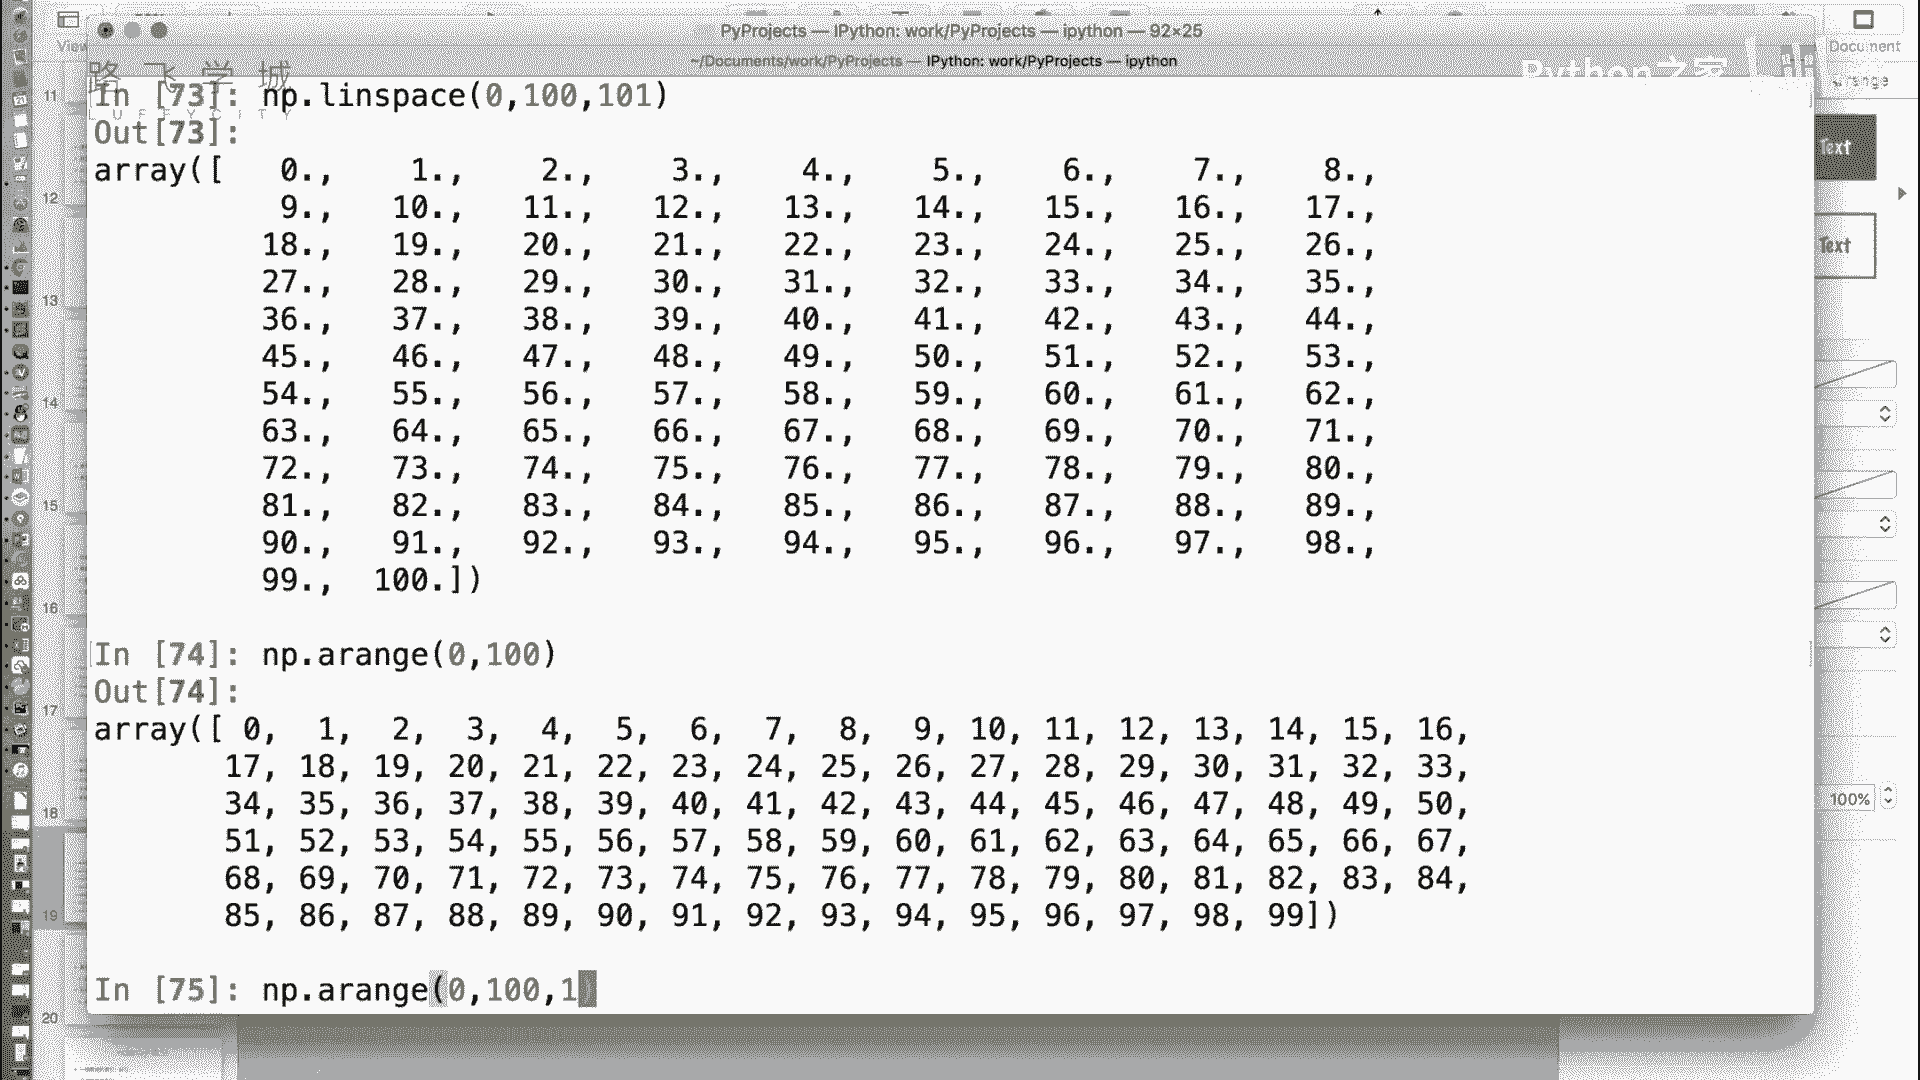 PyProjects — IPython: work/PyProjects — ipython — 92×25
~/Documents/work/PyProjects — IPython: work/PyProjects — ipython
View
Document
路飞学城
LUFFYCITY
Python之家
In [73]: np.linspace(0,100,101)
Out[73]:
array([   0.,    1.,    2.,    3.,    4.,    5.,    6.,    7.,    8.,
9.,   10.,   11.,   12.,   13.,   14.,   15.,   16.,   17.,
18.,   19.,   20.,   21.,   22.,   23.,   24.,   25.,   26.,
27.,   28.,   29.,   30.,   31.,   32.,   33.,   34.,   35.,
36.,   37.,   38.,   39.,   40.,   41.,   42.,   43.,   44.,
45.,   46.,   47.,   48.,   49.,   50.,   51.,   52.,   53.,
54.,   55.,   56.,   57.,   58.,   59.,   60.,   61.,   62.,
63.,   64.,   65.,   66.,   67.,   68.,   69.,   70.,   71.,
72.,   73.,   74.,   75.,   76.,   77.,   78.,   79.,   80.,
81.,   82.,   83.,   84.,   85.,   86.,   87.,   88.,   89.,
90.,   91.,   92.,   93.,   94.,   95.,   96.,   97.,   98.,
99.,  100.])
In [74]: np.arange(0,100)
Out[74]:
array([ 0,  1,  2,  3,  4,  5,  6,  7,  8,  9, 10, 11, 12, 13, 14, 15, 16,
17, 18, 19, 20, 21, 22, 23, 24, 25, 26, 27, 28, 29, 30, 31, 32, 33,
34, 35, 36, 37, 38, 39, 40, 41, 42, 43, 44, 45, 46, 47, 48, 49, 50,
51, 52, 53, 54, 55, 56, 57, 58, 59, 60, 61, 62, 63, 64, 65, 66, 67,
68, 69, 70, 71, 72, 73, 74, 75, 76, 77, 78, 79, 80, 81, 82, 83, 84,
85, 86, 87, 88, 89, 90, 91, 92, 93, 94, 95, 96, 97, 98, 99])
In [75]: np.arange(0,100,1)
11
12
13
14
15
16
17
18
19
20
Text
Text
100%